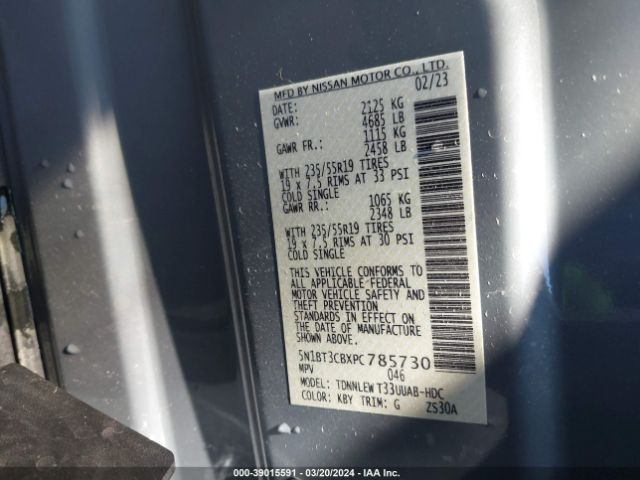 MFD BY NISSAN MOTOR CO., LTD.
DATE: 02/23
GVWR: 2125 KG
4685 LB
GAWR FR.: 1115 KG
2458 LB
WITH 235/55R19 TIRES
19 x 7.5 RIMS AT 33 PSI
COLD SINGLE
GAWR RR.: 1065 KG
2348 LB
WITH 235/55R19 TIRES
19 x 7.5 RIMS AT 30 PSI
COLD SINGLE
THIS VEHICLE CONFORMS TO
ALL APPLICABLE FEDERAL
MOTOR VEHICLE SAFETY AND
THEFT PREVENTION
STANDARDS IN EFFECT ON
THE DATE OF MANUFACTURE
SHOWN ABOVE.
5N1BT3CBXPC785730
MPV 046
MODEL: TDNNLEW T33UUAB-HDC
COLOR: KBY TRIM: G ZS30A
000-39015591 - 03/20/2024 - IAA Inc.